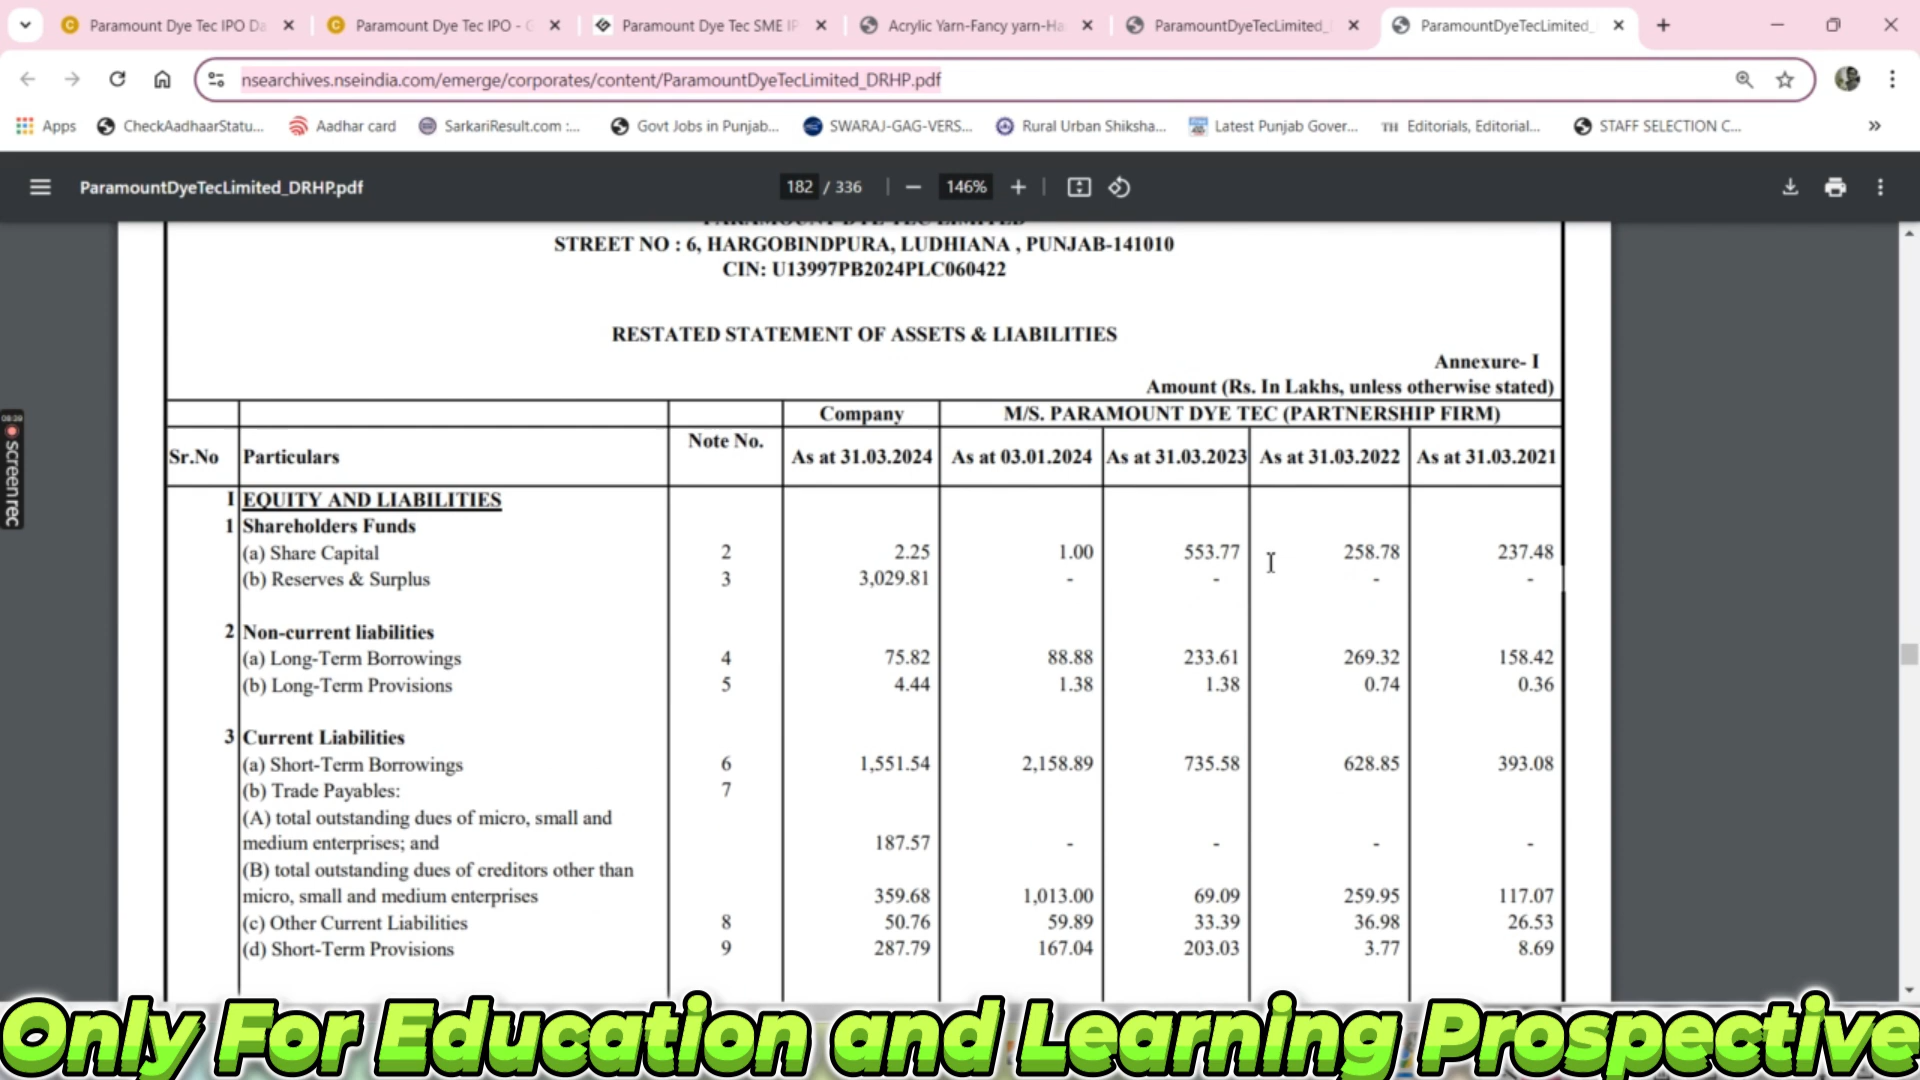 Paramount Dye Tec IPO Da
Paramount Dye Tec IPO - G
Paramount Dye Tec SME IP
Acrylic Yarn-Fancy yarn-Ha
ParamountDyeTecLimited_
ParamountDyeTecLimited_
nsearchives.nseindia.com/emerge/corporates/content/ParamountDyeTecLimited_DRHP.pdf
Apps
CheckAadhaarStatu...
Aadhar card
SarkariResult.com :...
Govt Jobs in Punjab...
SWARAJ-GAG-VERS...
Rural Urban Shiksha...
Latest Punjab Gover...
TH Editorials, Editorial...
STAFF SELECTION C...
ParamountDyeTecLimited_DRHP.pdf
182 / 336
146%
PARAMOUNT DYE TEC LIMITED
STREET NO : 6, HARGOBINDPURA, LUDHIANA , PUNJAB-141010
CIN: U13997PB2024PLC060422
RESTATED STATEMENT OF ASSETS & LIABILITIES
Annexure- I
Amount (Rs. In Lakhs, unless otherwise stated)
Company M/S. PARAMOUNT DYE TEC (PARTNERSHIP FIRM)
Sr.No Particulars Note No. As at 31.03.2024 As at 03.01.2024 As at 31.03.2023 As at 31.03.2022 As at 31.03.2021
I EQUITY AND LIABILITIES
1 Shareholders Funds
(a) Share Capital 2 2.25 1.00 553.77 258.78 237.48
(b) Reserves & Surplus 3 3,029.81 - - - -
2 Non-current liabilities
(a) Long-Term Borrowings 4 75.82 88.88 233.61 269.32 158.42
(b) Long-Term Provisions 5 4.44 1.38 1.38 0.74 0.36
3 Current Liabilities
(a) Short-Term Borrowings 6 1,551.54 2,158.89 735.58 628.85 393.08
(b) Trade Payables: 7
(A) total outstanding dues of micro, small and
medium enterprises; and 187.57 - - - -
(B) total outstanding dues of creditors other than
micro, small and medium enterprises 359.68 1,013.00 69.09 259.95 117.07
(c) Other Current Liabilities 8 50.76 59.89 33.39 36.98 26.53
(d) Short-Term Provisions 9 287.79 167.04 203.03 3.77 8.69
screen rec
Only For Education and Learning Prospective